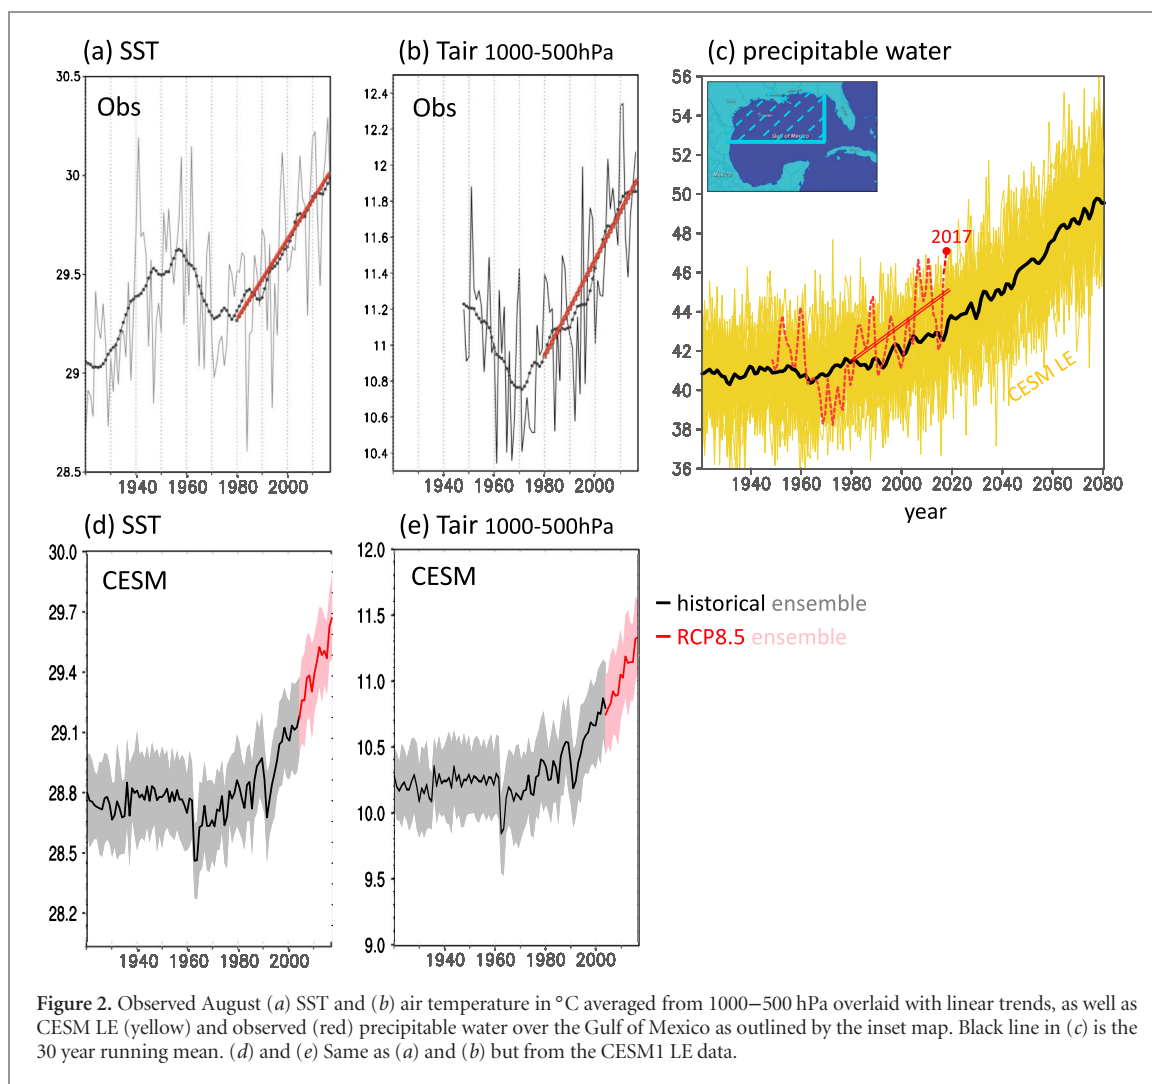 (a) SST
(b) Tair 1000-500hPa
(c) precipitable water
30.5
30
29.5
29
28.5
Obs
1940 1960 1980 2000
12.4
12.2
12.0
11.8
11.6
11.4
11.2
11.0
10.8
10.6
10.4
Obs
1940 1960 1980 2000
56
54
52
50
48
46
44
42
40
38
36
Gulf of Mexico
2017
CESM LE
1940 1960 1980 2000 2020 2040 2060 2080
year
(d) SST
(e) Tair 1000-500hPa
30.0
29.7
29.4
29.1
28.8
28.5
28.2
CESM
1940 1960 1980 2000
12.0
11.5
11.0
10.5
10.0
9.5
9.0
CESM
1940 1960 1980 2000
historical ensemble
RCP8.5 ensemble
Figure 2. Observed August (a) SST and (b) air temperature in °C averaged from 1000–500 hPa overlaid with linear trends, as well as
CESM LE (yellow) and observed (red) precipitable water over the Gulf of Mexico as outlined by the inset map. Black line in (c) is the
30 year running mean. (d) and (e) Same as (a) and (b) but from the CESM1 LE data.